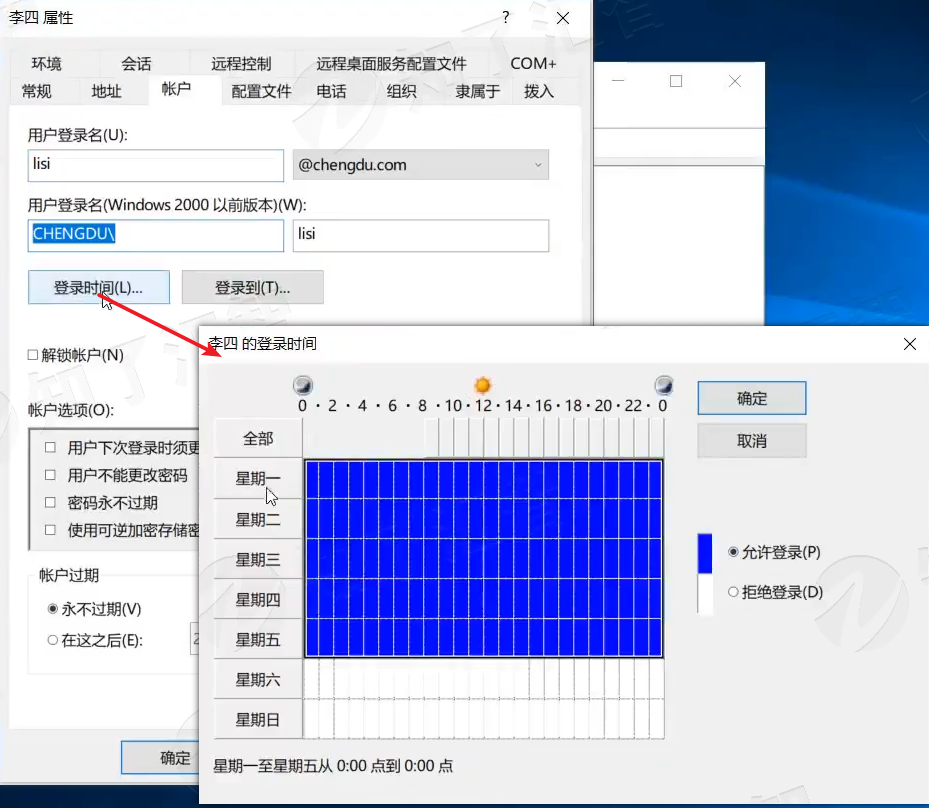 李四 属性
?
环境 会话 远程控制 远程桌面服务配置文件 COM+
常规 地址 帐户 配置文件 电话 组织 隶属于 拨入
用户登录名(U):
lisi @chengdu.com
用户登录名(Windows 2000 以前版本)(W):
CHENGDU\ lisi
登录时间(L)... 登录到(T)...
解锁帐户(N)
帐户选项(O):
用户下次登录时须更
用户不能更改密码
密码永不过期
使用可逆加密存储密
帐户过期
永不过期(V)
在这之后(E):
确定
李四 的登录时间
0 · 2 · 4 · 6 · 8 · 10 · 12 · 14 · 16 · 18 · 20 · 22 · 0
全部
星期一
星期二
星期三
星期四
星期五
星期六
星期日
确定
取消
允许登录(P)
拒绝登录(D)
星期一至星期五从 0:00 点到 0:00 点